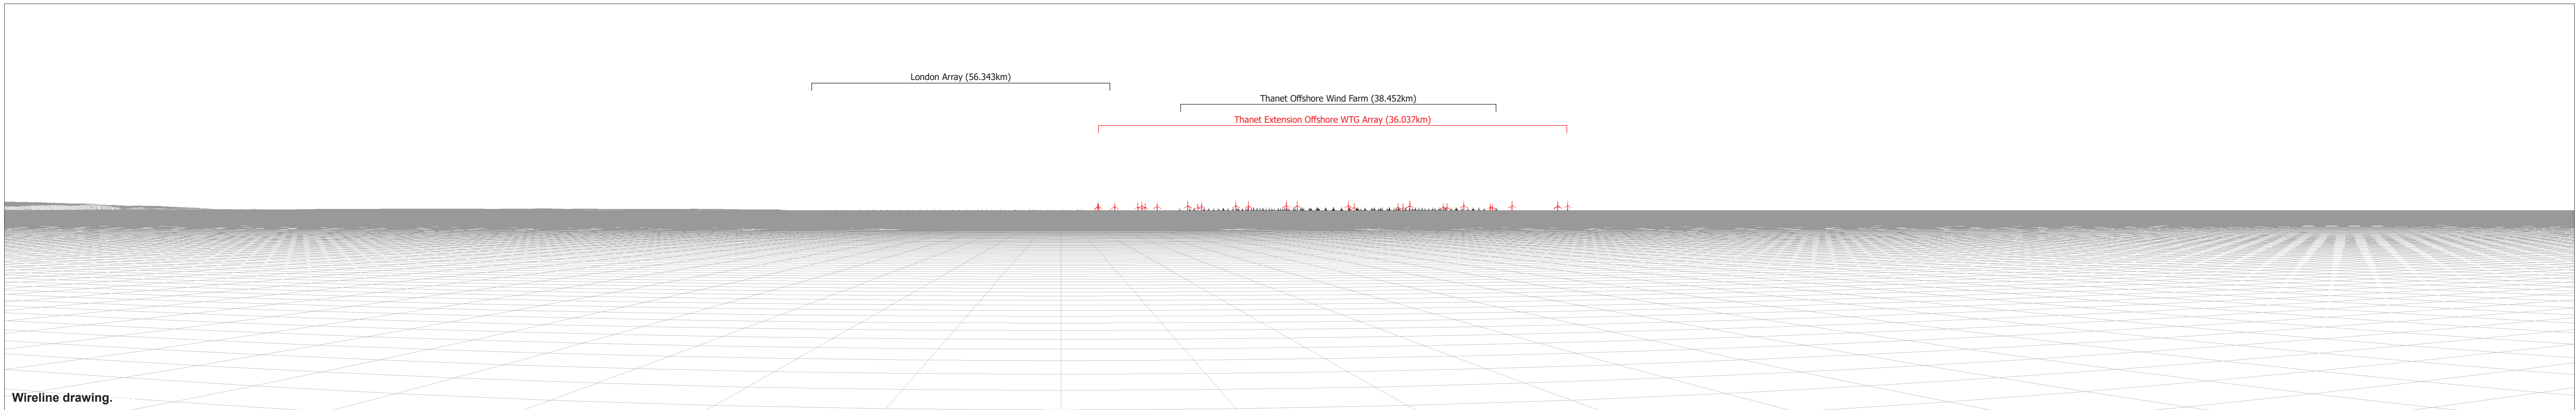 London Array (56.343km)
Thanet Offshore Wind Farm (38.452km)
Thanet Extension Offshore WTG Array (36.037km)
Wireline drawing.